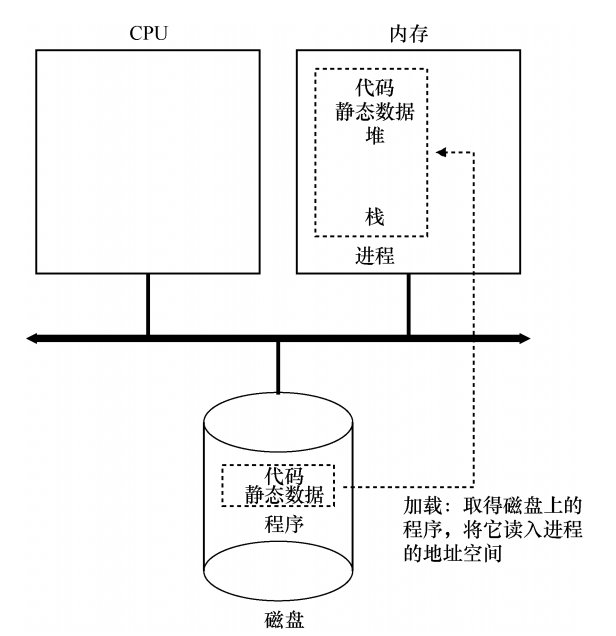 CPU
内存
代码
静态数据
堆
栈
进程
代码
静态数据
程序
加载：取得磁盘上的
程序，将它读入进程
的地址空间
磁盘